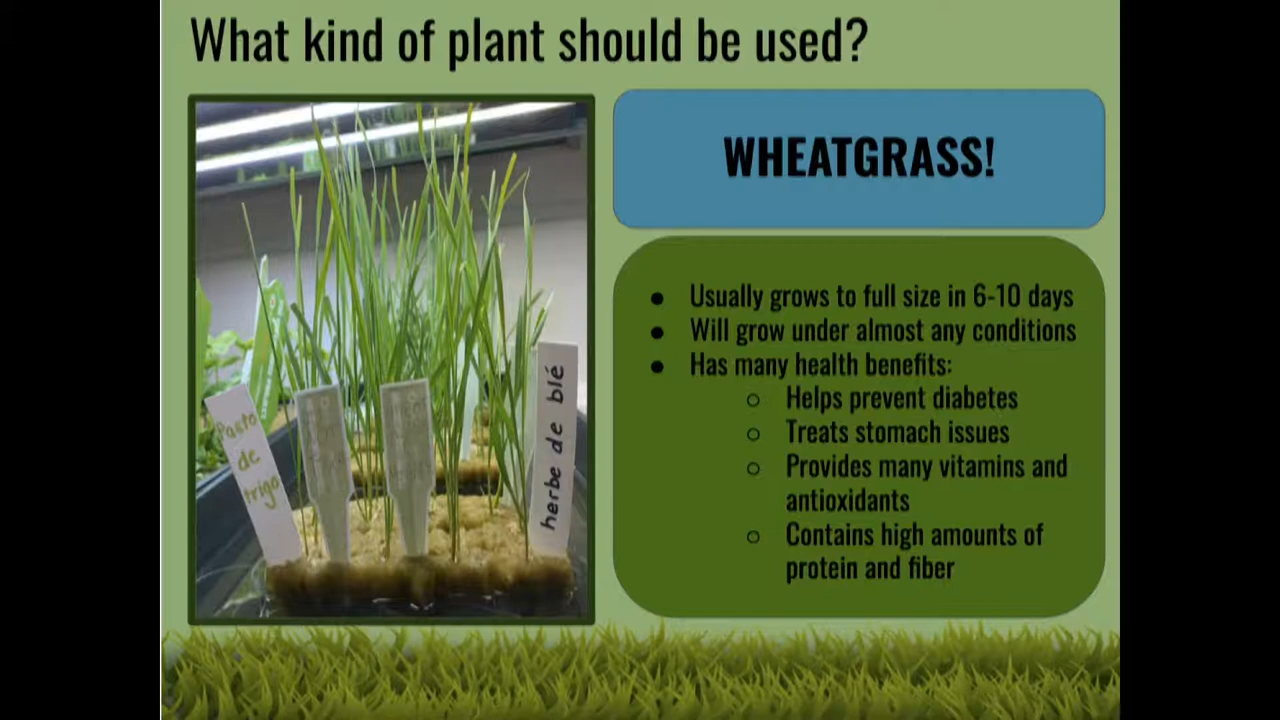 What kind of plant should be used?
Pasto
de
trigo
herbe de blé
WHEATGRASS!
● Usually grows to full size in 6-10 days
● Will grow under almost any conditions
● Has many health benefits:
○ Helps prevent diabetes
○ Treats stomach issues
○ Provides many vitamins and
antioxidants
○ Contains high amounts of
protein and fiber